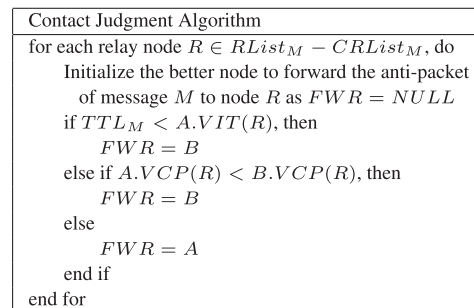 Contact Judgment Algorithm
for each relay node R ∈ RList_M − CRList_M, do
Initialize the better node to forward the anti-packet
of message M to node R as FWR = NULL
if TTL_M < A.VIT(R), then
FWR = B
else if A.VCP(R) < B.VCP(R), then
FWR = B
else
FWR = A
end if
end for